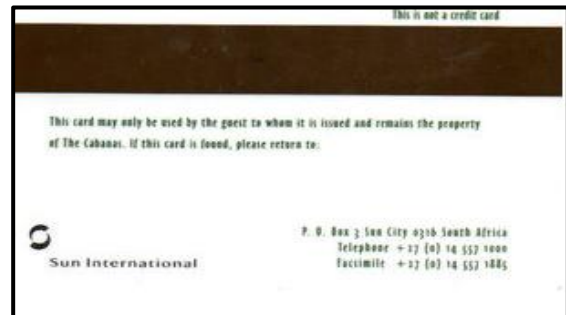 This is not a credit card
This card may only be used by the guest to whom it is issued and remains the property
of The Cabanas. If this card is found, please return to:
P. O. Box 3 Sun City 0316 South Africa
Telephone +27 (0) 14 557 1000
Facsimile +27 (0) 14 557 1885
Sun International